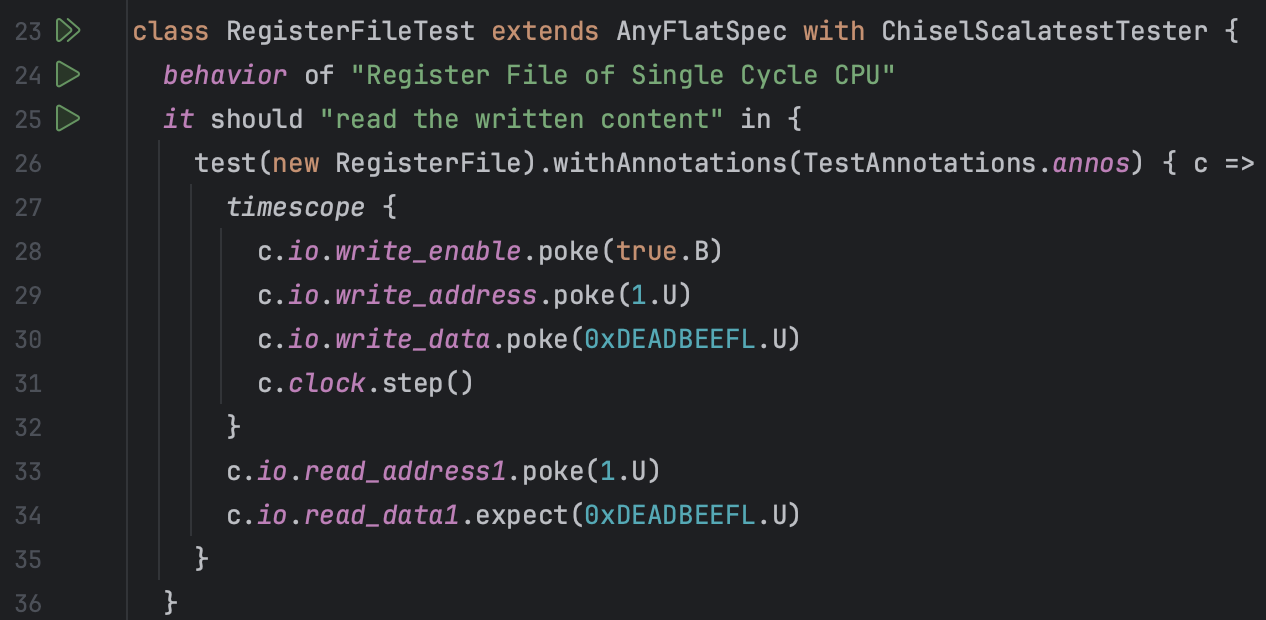 23 class RegisterFileTest extends AnyFlatSpec with ChiselScalatestTester {
24   behavior of "Register File of Single Cycle CPU"
25   it should "read the written content" in {
26     test(new RegisterFile).withAnnotations(TestAnnotations.annos) { c =>
27       timescope {
28         c.io.write_enable.poke(true.B)
29         c.io.write_address.poke(1.U)
30         c.io.write_data.poke(0xDEADBEEFL.U)
31         c.clock.step()
32       }
33       c.io.read_address1.poke(1.U)
34       c.io.read_data1.expect(0xDEADBEEFL.U)
35     }
36   }